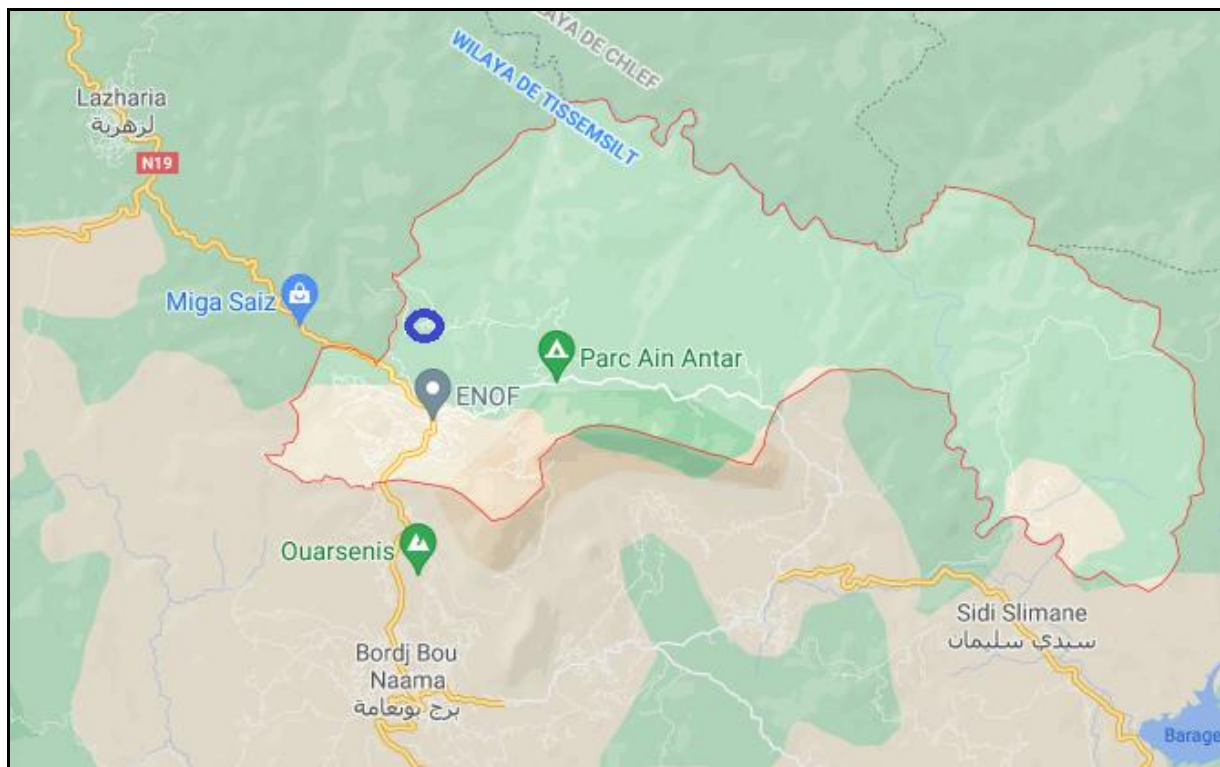 WILAYA DE CHLEF
WILAYA DE TISSEMSILT
Lazharia
لزهرية
N19
Miga Saiz
Parc Ain Antar
ENOF
Ouarsenis
Sidi Slimane
سيدي سليمان
Bordj Bou
Naama
برج بونعامة
Barage